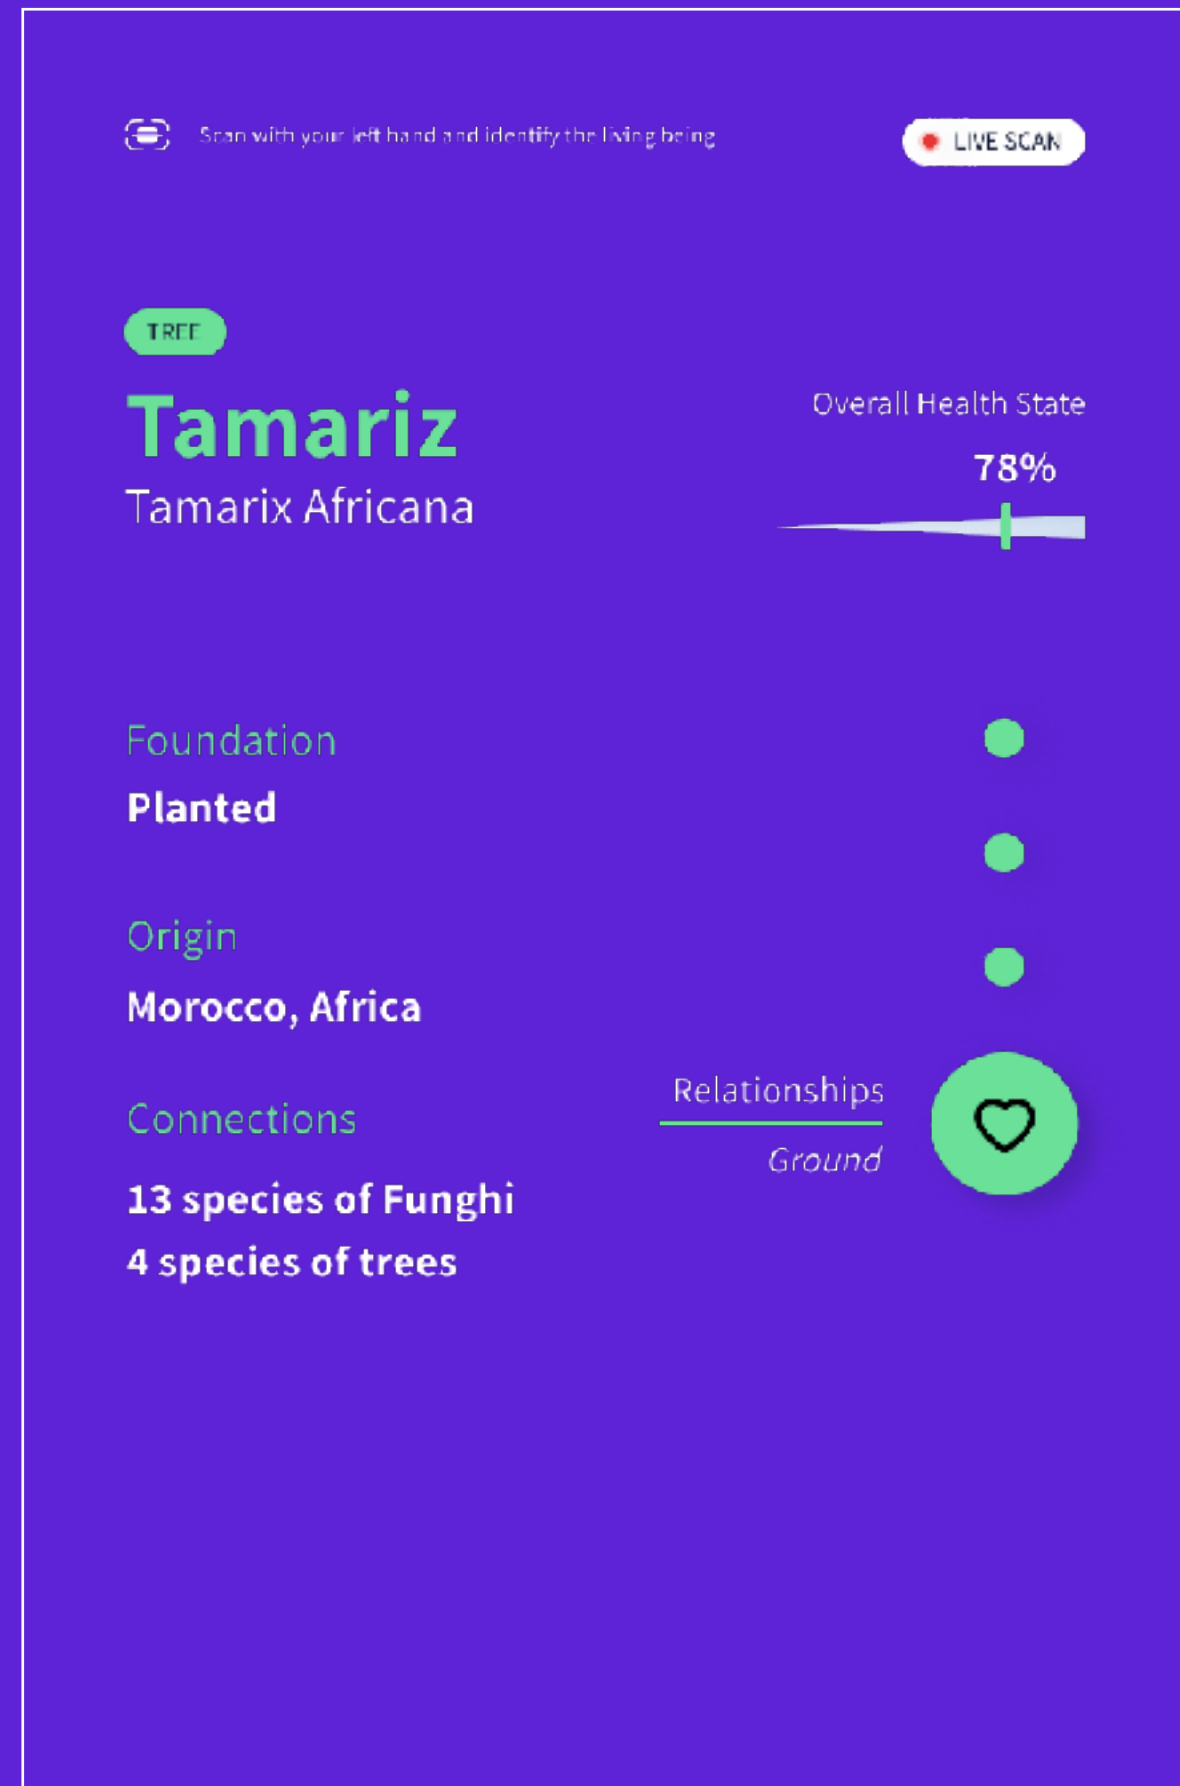 Scan with your left hand and identify the living being
LIVE SCAN
TREE
Tamariz
Tamarix Africana
Overall Health State
78%
Foundation
Planted
Origin
Morocco, Africa
Connections
13 species of Funghi
4 species of trees
Relationships
Ground